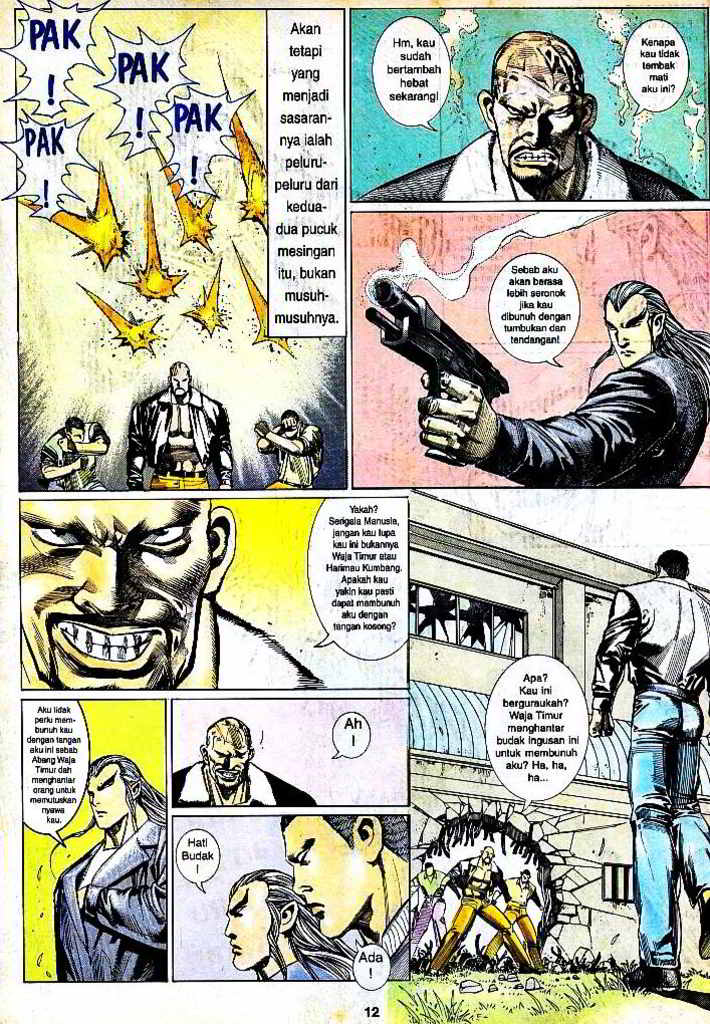 PAK
!
PAK
!
PAK
!
PAK
!
Akan
tetapi
yang
menjadi
sasaran-
nya ialah
peluru-
peluru dari
kedua-
dua pucuk
mesingan
itu, bukan
musuh-
musuhnya.
Hm, kau
sudah
bertambah
hebat
sekarang!
Kenapa
kau tidak
tembak
mati
aku ini?
Sebab aku
akan berasa
lebih seronok
jika kau
dibunuh dengan
tumbukan dan
tendangan!
Yakah?
Serigala Manusia,
jangan kau lupa
kau ini bukannya
Waja Timur atau
Harimau Kumbang.
Apakah kau
yakin kau pasti
dapat membunuh
aku dengan
tangan kosong?
Aku tidak
perlu mem-
bunuh kau
dengan tangan
aku ini sebab
Abang Waja
Timur dah
menghantar
orang untuk
memutuskan
nyawa
kau.
Ah
!
Hati
Budak
!
Ada
!
Apa?
Kau ini
bergurau​kah?
Waja Timur
menghantar
budak ingusan ini
untuk membunuh
aku? Ha, ha,
ha...
12